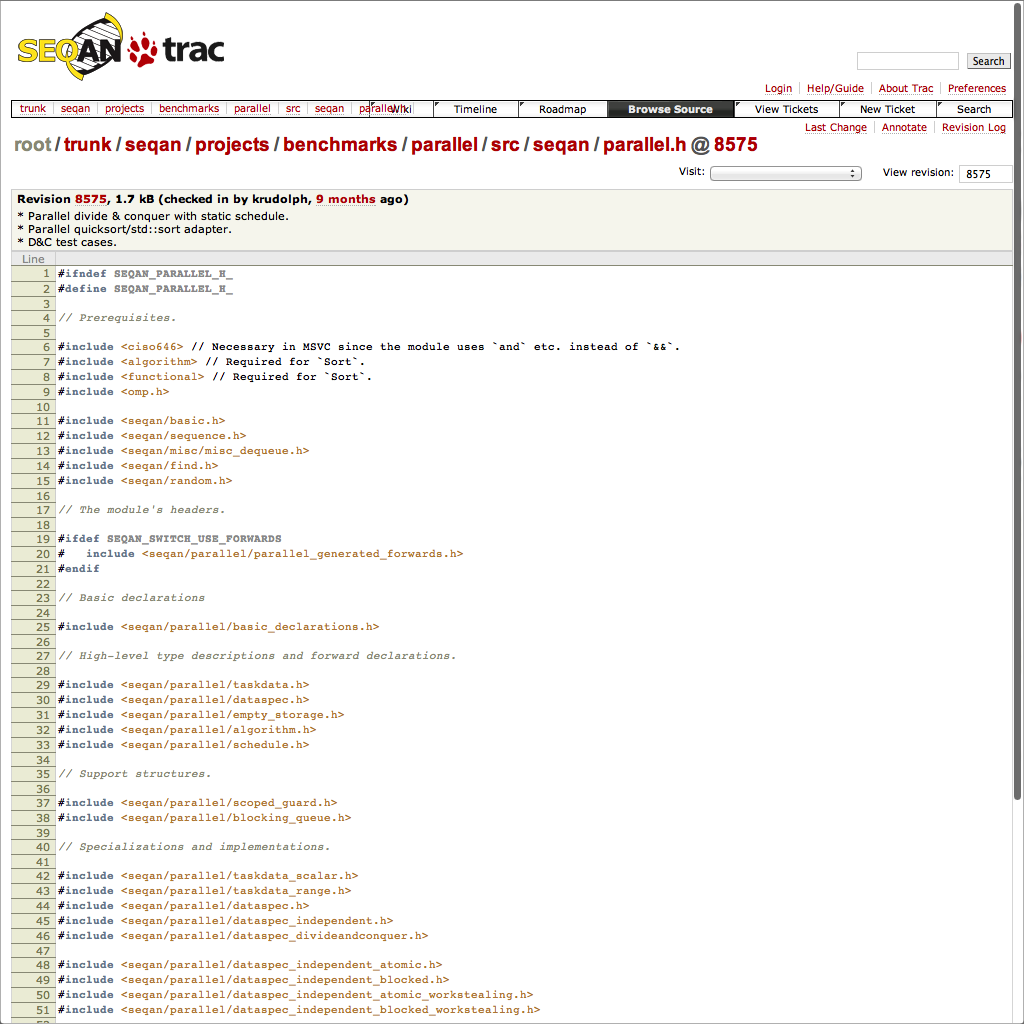 SEQAN trac
Search
Login Help/Guide About Trac Preferences
trunk seqan projects benchmarks parallel src seqan Wiki Timeline Roadmap Browse Source View Tickets New Ticket Search
Last Change Annotate Revision Log
root / trunk / seqan / projects / benchmarks / parallel / src / seqan / parallel.h @ 8575
Visit: View revision: 8575
Revision 8575, 1.7 kB (checked in by krudolph, 9 months ago)
* Parallel divide & conquer with static schedule.
* Parallel quicksort/std::sort adapter.
* D&C test cases.
Line
1 #ifndef SEQAN_PARALLEL_H_
2 #define SEQAN_PARALLEL_H_
3
4 // Prerequisites.
5
6 #include <ciso646> // Necessary in MSVC since the module uses `and` etc. instead of `&&`.
7 #include <algorithm> // Required for `Sort`.
8 #include <functional> // Required for `Sort`.
9 #include <omp.h>
10
11 #include <seqan/basic.h>
12 #include <seqan/sequence.h>
13 #include <seqan/misc/misc_dequeue.h>
14 #include <seqan/find.h>
15 #include <seqan/random.h>
16
17 // The module's headers.
18
19 #ifdef SEQAN_SWITCH_USE_FORWARDS
20 #   include <seqan/parallel/parallel_generated_forwards.h>
21 #endif
22
23 // Basic declarations
24
25 #include <seqan/parallel/basic_declarations.h>
26
27 // High-level type descriptions and forward declarations.
28
29 #include <seqan/parallel/taskdata.h>
30 #include <seqan/parallel/dataspec.h>
31 #include <seqan/parallel/empty_storage.h>
32 #include <seqan/parallel/algorithm.h>
33 #include <seqan/parallel/schedule.h>
34
35 // Support structures.
36
37 #include <seqan/parallel/scoped_guard.h>
38 #include <seqan/parallel/blocking_queue.h>
39
40 // Specializations and implementations.
41
42 #include <seqan/parallel/taskdata_scalar.h>
43 #include <seqan/parallel/taskdata_range.h>
44 #include <seqan/parallel/dataspec.h>
45 #include <seqan/parallel/dataspec_independent.h>
46 #include <seqan/parallel/dataspec_divideandconquer.h>
47
48 #include <seqan/parallel/dataspec_independent_atomic.h>
49 #include <seqan/parallel/dataspec_independent_blocked.h>
50 #include <seqan/parallel/dataspec_independent_atomic_workstealing.h>
51 #include <seqan/parallel/dataspec_independent_blocked_workstealing.h>